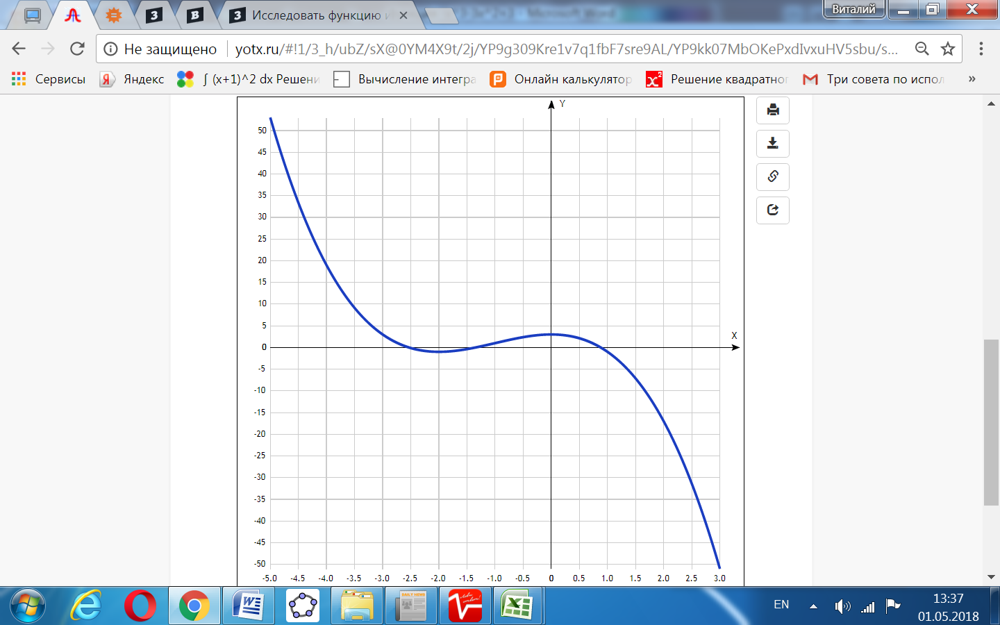 Исследовать функцию и
Виталий
Не защищено
yotx.ru/#!1/3_h/ubZ/sX@0YM4X9t/2j/YP9g309Kre1v7q1fbF7sre9AL/YP9kk07MbOKePxdIvxuHV5sbu/s...
Сервисы
Яндекс
∫ (x+1)^2 dx Решени
Вычисление интегра
Онлайн калькулятор
Решение квадратног
Три совета по испол
»
Y
50
45
40
35
30
25
20
15
10
5
X
0
-5
-10
-15
-20
-25
-30
-35
-40
-45
-50
-5.0 -4.5 -4.0 -3.5 -3.0 -2.5 -2.0 -1.5 -1.0 -0.5 0 0.5 1.0 1.5 2.0 2.5 3.0
EN
13:37
01.05.2018